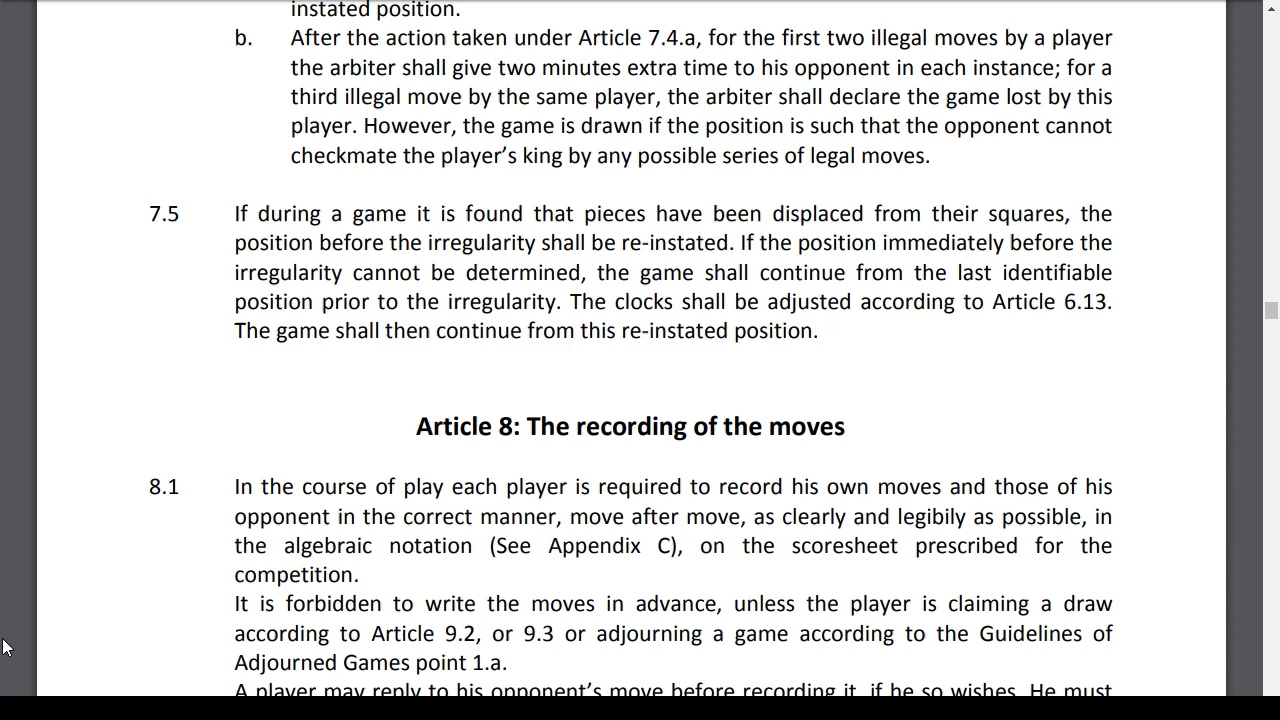 instated position.
b. After the action taken under Article 7.4.a, for the first two illegal moves by a player
the arbiter shall give two minutes extra time to his opponent in each instance; for a
third illegal move by the same player, the arbiter shall declare the game lost by this
player. However, the game is drawn if the position is such that the opponent cannot
checkmate the player’s king by any possible series of legal moves.
7.5 If during a game it is found that pieces have been displaced from their squares, the
position before the irregularity shall be re-instated. If the position immediately before the
irregularity cannot be determined, the game shall continue from the last identifiable
position prior to the irregularity. The clocks shall be adjusted according to Article 6.13.
The game shall then continue from this re-instated position.
Article 8: The recording of the moves
8.1 In the course of play each player is required to record his own moves and those of his
opponent in the correct manner, move after move, as clearly and legibily as possible, in
the algebraic notation (See Appendix C), on the scoresheet prescribed for the
competition.
It is forbidden to write the moves in advance, unless the player is claiming a draw
according to Article 9.2, or 9.3 or adjourning a game according to the Guidelines of
Adjourned Games point 1.a.
A player may reply to his opponent’s move before recording it, if he so wishes. He must